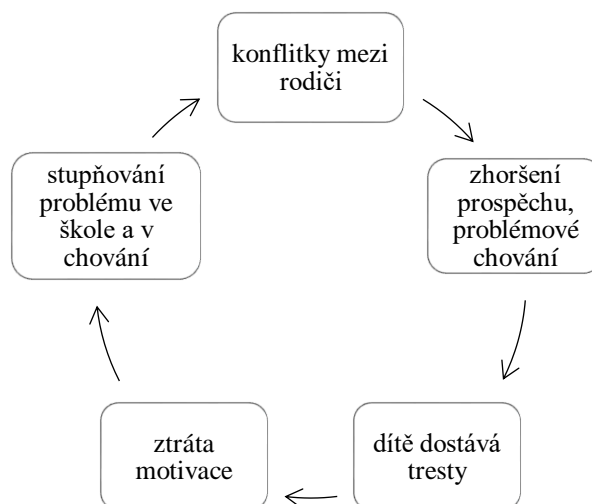 konflitky mezi
rodiči
zhoršení
prospěchu,
problémové
chování
dítě dostává
tresty
ztráta
motivace
stupňování
problému ve
škole a v
chování